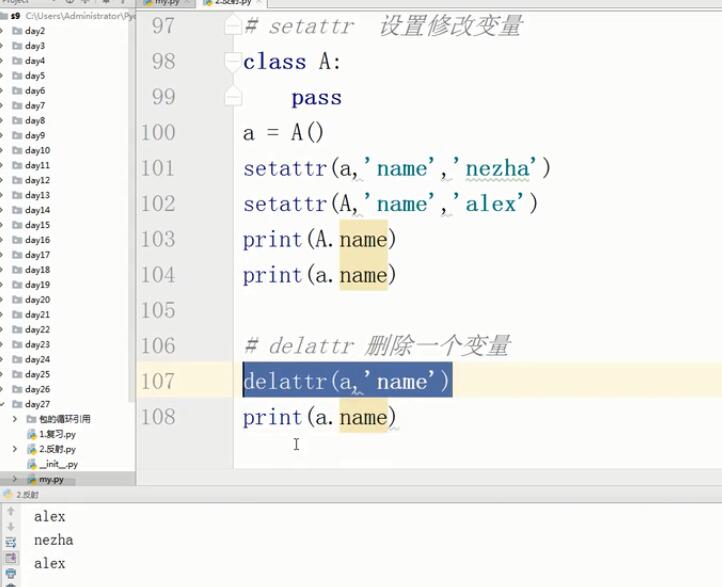 Project
my.py
2.反射.py
s9 C:\Users\Administrator\Pyc
day2
day3
day4
day5
day6
day7
day8
day9
day10
day11
day12
day13
day14
day15
day16
day17
day18
day19
day20
day21
day22
day23
day24
day25
day26
day27
包的循环引用
1.复习.py
2.反射.py
__init__.py
my.py
97 # setattr 设置修改变量
98 class A:
99 pass
100 a = A()
101 setattr(a,'name','nezha')
102 setattr(A,'name','alex')
103 print(A.name)
104 print(a.name)
105
106 # delattr 删除一个变量
107 delattr(a,'name')
108 print(a.name)
2.反射
alex
nezha
alex